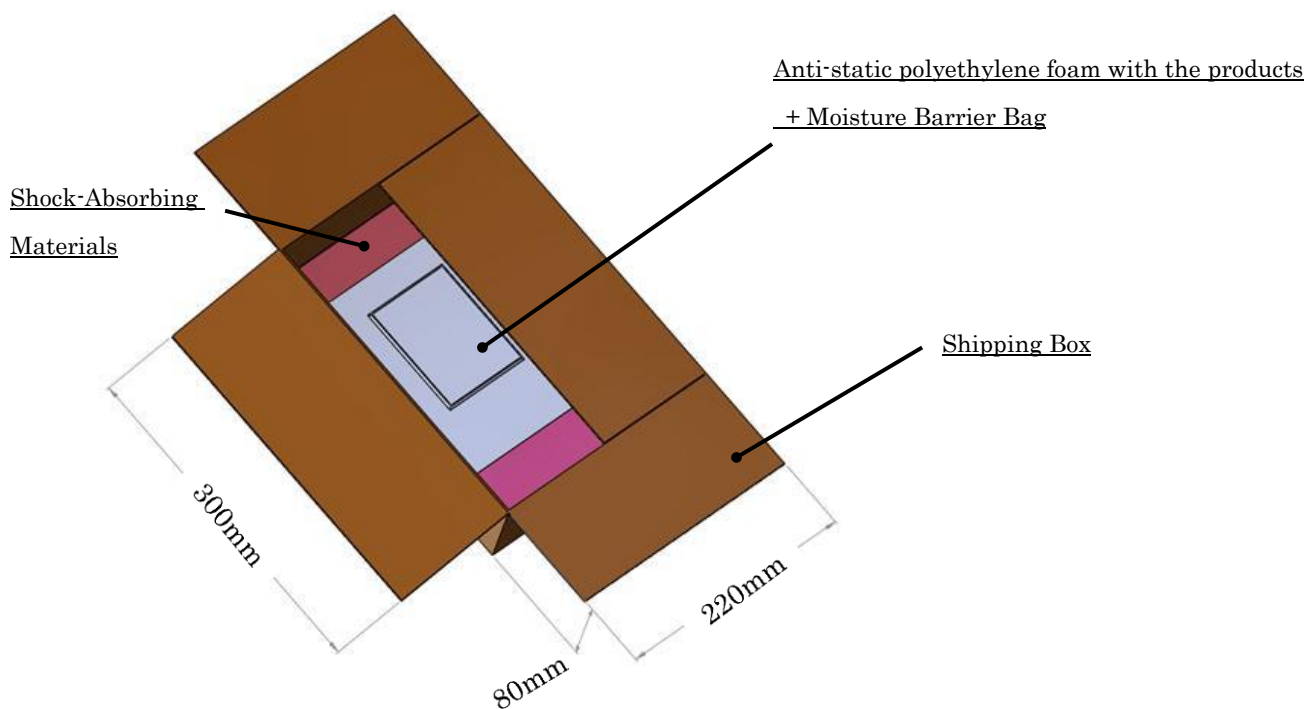 Anti-static polyethylene foam with the products
+ Moisture Barrier Bag
Shock-Absorbing
Materials
Shipping Box
300mm
220mm
80mm